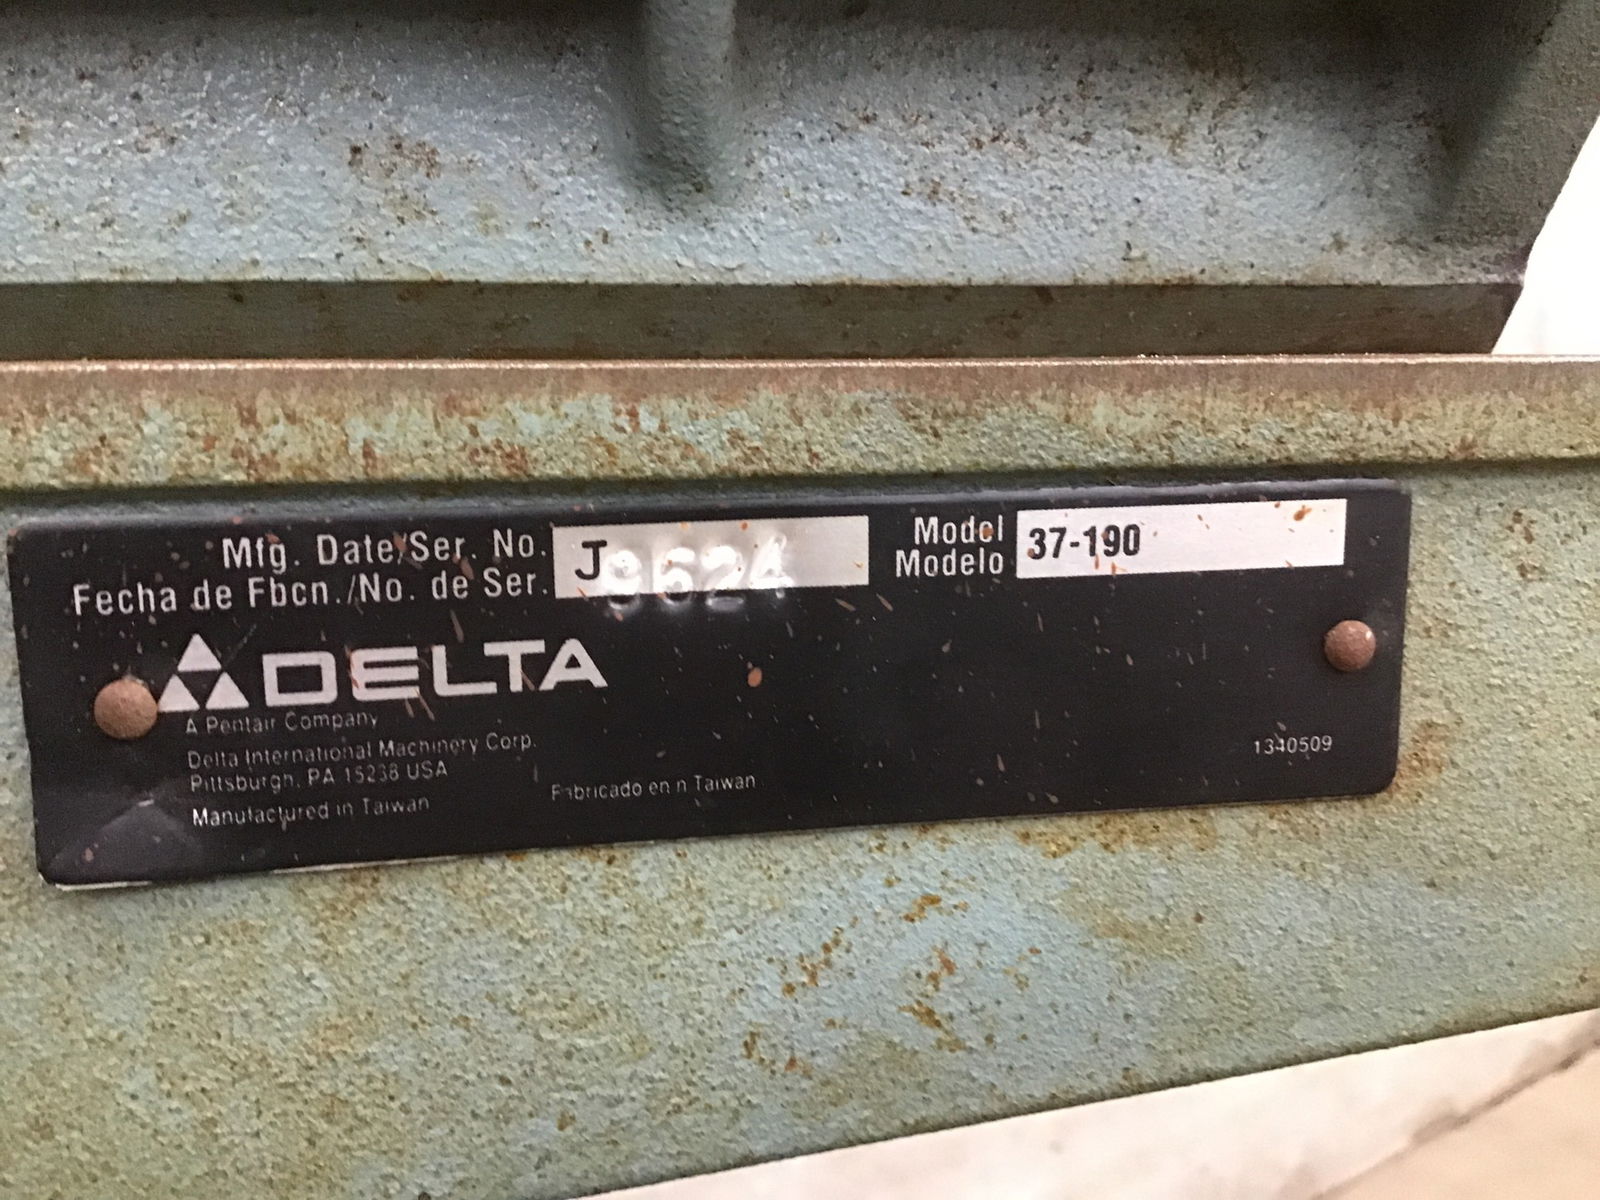 Mfg. Date/Ser. No. J9624
Fecha de Fbcn./No. de Ser.
Model 37-190
Modelo
DELTA
A Pentair Company
Delta International Machinery Corp.
Pittsburgh, PA 15238 USA
Manufactured in Taiwan
Fabricado en n Taiwan
1340509